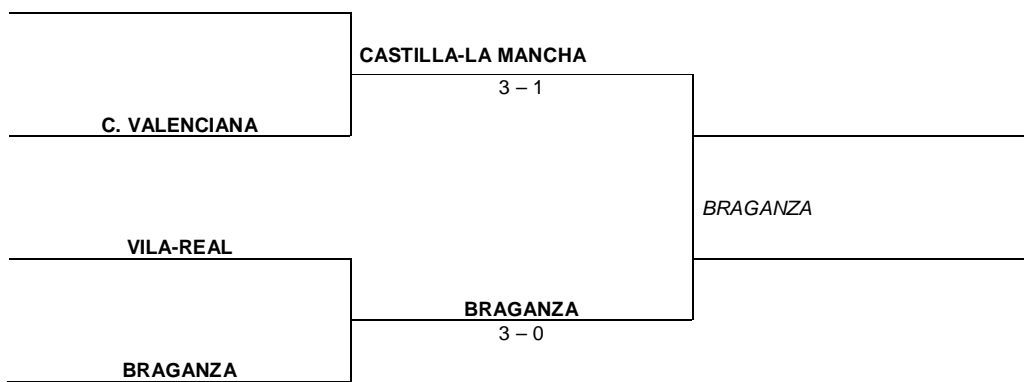 CASTILLA-LA MANCHA
3 – 1
C. VALENCIANA
BRAGANZA
VILA-REAL
BRAGANZA
3 – 0
BRAGANZA